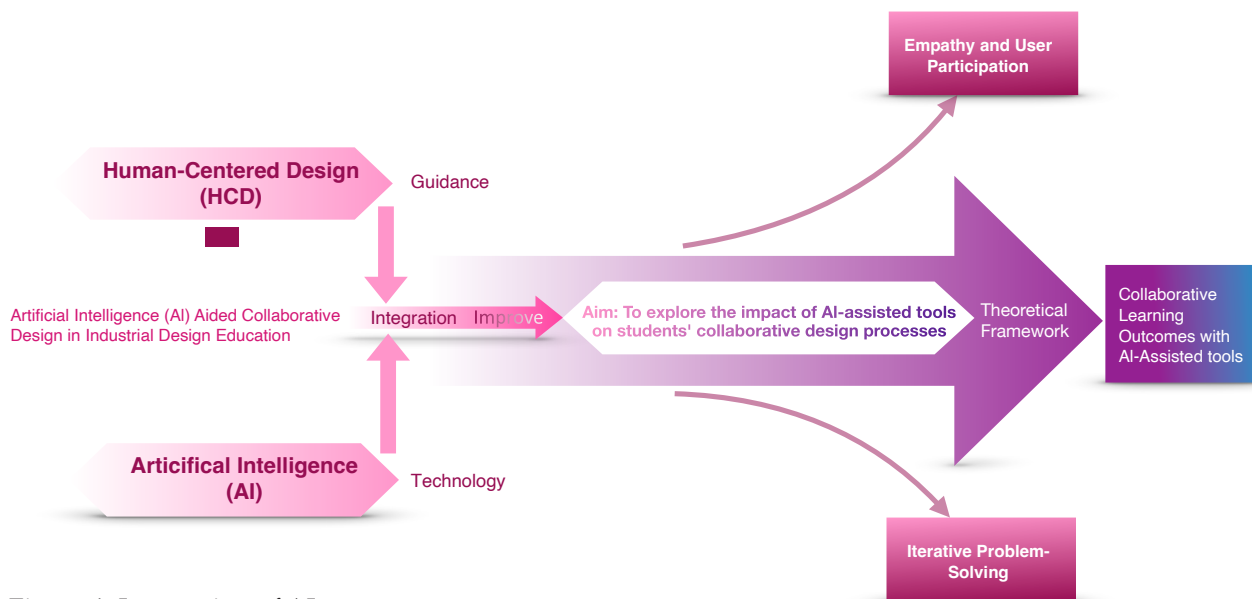 Empathy and User
Participation
Human-Centered Design
(HCD)
Guidance
Artificial Intelligence (AI) Aided Collaborative
Design in Industrial Design Education
Integration Improve
Aim: To explore the impact of AI-assisted tools
on students' collaborative design processes
Theoretical
Framework
Collaborative
Learning
Outcomes with
AI-Assisted tools
Articifical Intelligence
(AI)
Technology
Iterative Problem-
Solving